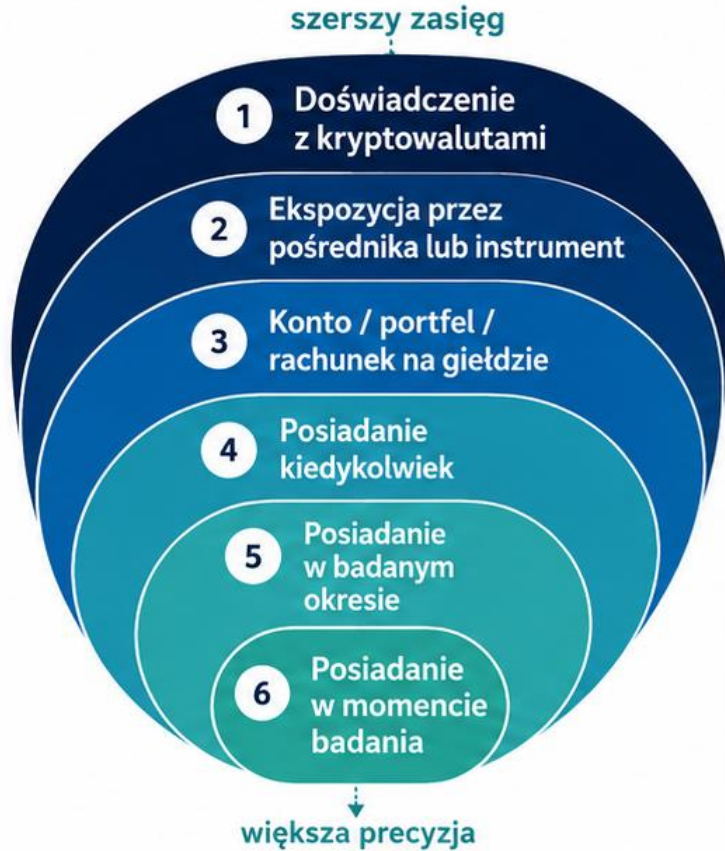 szerszy zasięg
1
Doświadczenie
z kryptowalutami
2
Ekspozycja przez
pośrednika lub instrument
3
Konto / portfel /
rachunek na giełdzie
4
Posiadanie
kiedykolwiek
5
Posiadanie
w badanym
okresie
6
Posiadanie
w momencie
badania
większa precyzja